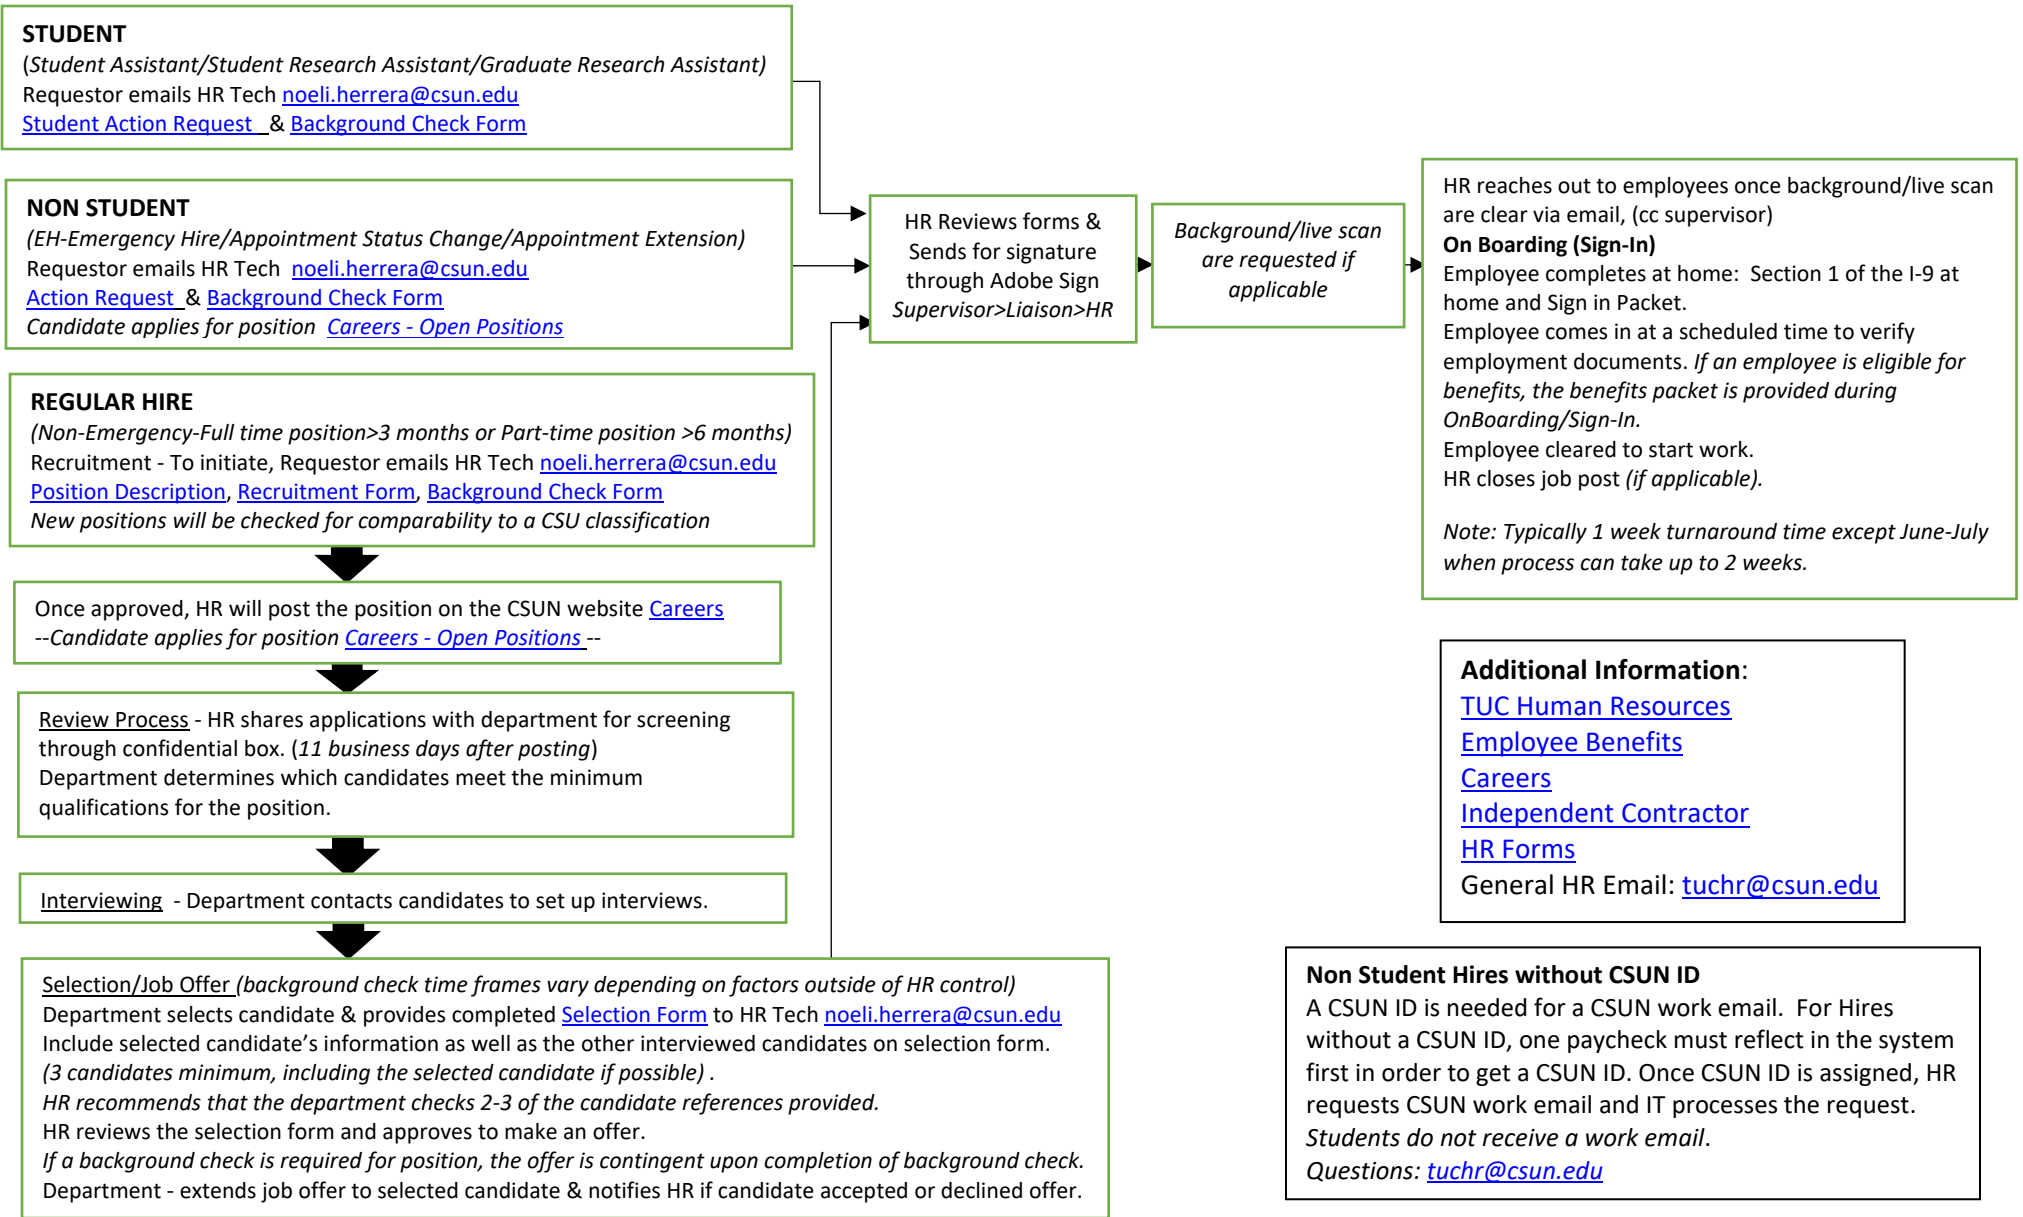 STUDENT
(Student Assistant/Student Research Assistant/Graduate Research Assistant)
Requestor emails HR Tech noeli.herrera@csun.edu
Student Action Request & Background Check Form
NON STUDENT
(EH-Emergency Hire/Appointment Status Change/Appointment Extension)
Requestor emails HR Tech noeli.herrera@csun.edu
Action Request & Background Check Form
Candidate applies for position Careers - Open Positions
REGULAR HIRE
(Non-Emergency-Full time position>3 months or Part-time position >6 months)
Recruitment - To initiate, Requestor emails HR Tech noeli.herrera@csun.edu
Position Description, Recruitment Form, Background Check Form
New positions will be checked for comparability to a CSU classification
Once approved, HR will post the position on the CSUN website Careers
--Candidate applies for position Careers - Open Positions --
Review Process - HR shares applications with department for screening
through confidential box. (11 business days after posting)
Department determines which candidates meet the minimum
qualifications for the position.
Interviewing - Department contacts candidates to set up interviews.
Selection/Job Offer (background check time frames vary depending on factors outside of HR control)
Department selects candidate & provides completed Selection Form to HR Tech noeli.herrera@csun.edu
Include selected candidate's information as well as the other interviewed candidates on selection form.
(3 candidates minimum, including the selected candidate if possible) .
HR recommends that the department checks 2-3 of the candidate references provided.
HR reviews the selection form and approves to make an offer.
If a background check is required for position, the offer is contingent upon completion of background check.
Department - extends job offer to selected candidate & notifies HR if candidate accepted or declined offer.
HR Reviews forms &
Sends for signature
through Adobe Sign
Supervisor>Liaison>HR
Background/live scan
are requested if
applicable
HR reaches out to employees once background/live scan
are clear via email, (cc supervisor)
On Boarding (Sign-In)
Employee completes at home: Section 1 of the I-9 at
home and Sign in Packet.
Employee comes in at a scheduled time to verify
employment documents. If an employee is eligible for
benefits, the benefits packet is provided during
OnBoarding/Sign-In.
Employee cleared to start work.
HR closes job post (if applicable).
Note: Typically 1 week turnaround time except June-July
when process can take up to 2 weeks.
Additional Information:
TUC Human Resources
Employee Benefits
Careers
Independent Contractor
HR Forms
General HR Email: tuchr@csun.edu
Non Student Hires without CSUN ID
A CSUN ID is needed for a CSUN work email. For Hires
without a CSUN ID, one paycheck must reflect in the system
first in order to get a CSUN ID. Once CSUN ID is assigned, HR
requests CSUN work email and IT processes the request.
Students do not receive a work email.
Questions: tuchr@csun.edu